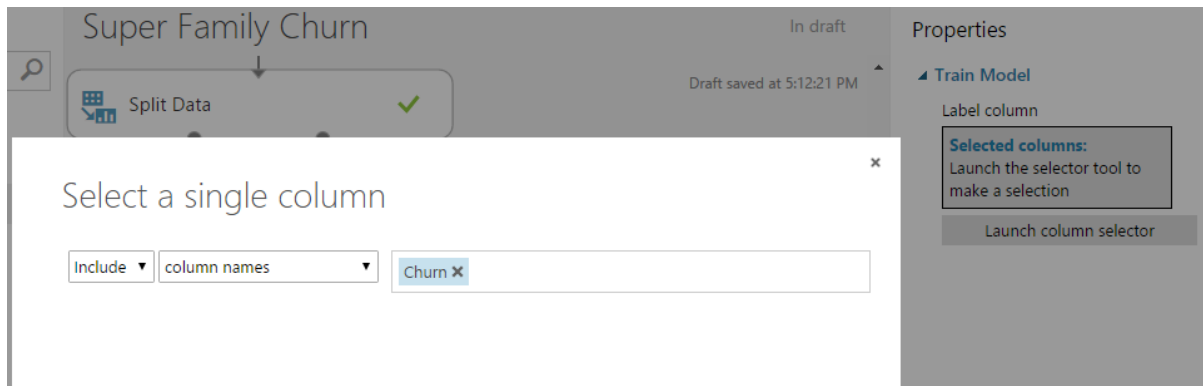 Super Family Churn
In draft
Properties
Split Data
Draft saved at 5:12:21 PM
Train Model
Label column
Selected columns:
Launch the selector tool to
make a selection
Launch column selector
Select a single column
Include
column names
Churn